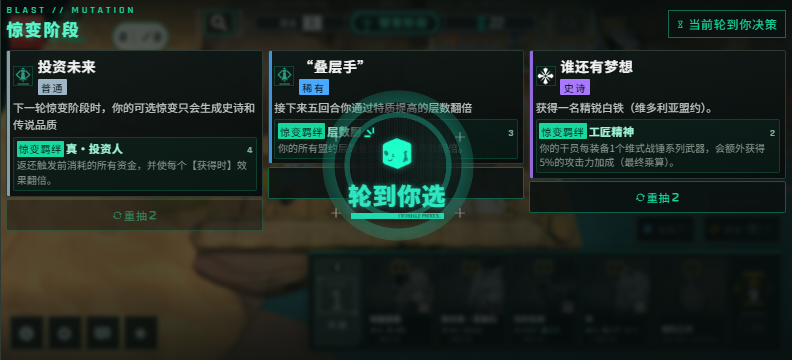 BLAST // MUTATION
惊变阶段
当前轮到你决策
投资未来
普通
下一轮惊变阶段时，你的可选惊变只会生成史诗和
传说品质
惊变羁绊 真·投资人 4
返还触发前消耗的所有资金，并使每个【获得时】效
果翻倍。
重抽2
“叠层手”
稀有
接下来五回合你通过特质提高的层数翻倍
惊变羁绊 层数 3
你的所有盟约
谁还有梦想
史诗
获得一名精锐白铁（维多利亚盟约）。
惊变羁绊 工匠精神 2
你的干员每装备1个维式战锤系列武器，会额外获得
5%的攻击力加成（最终乘算）。
重抽2
轮到你选